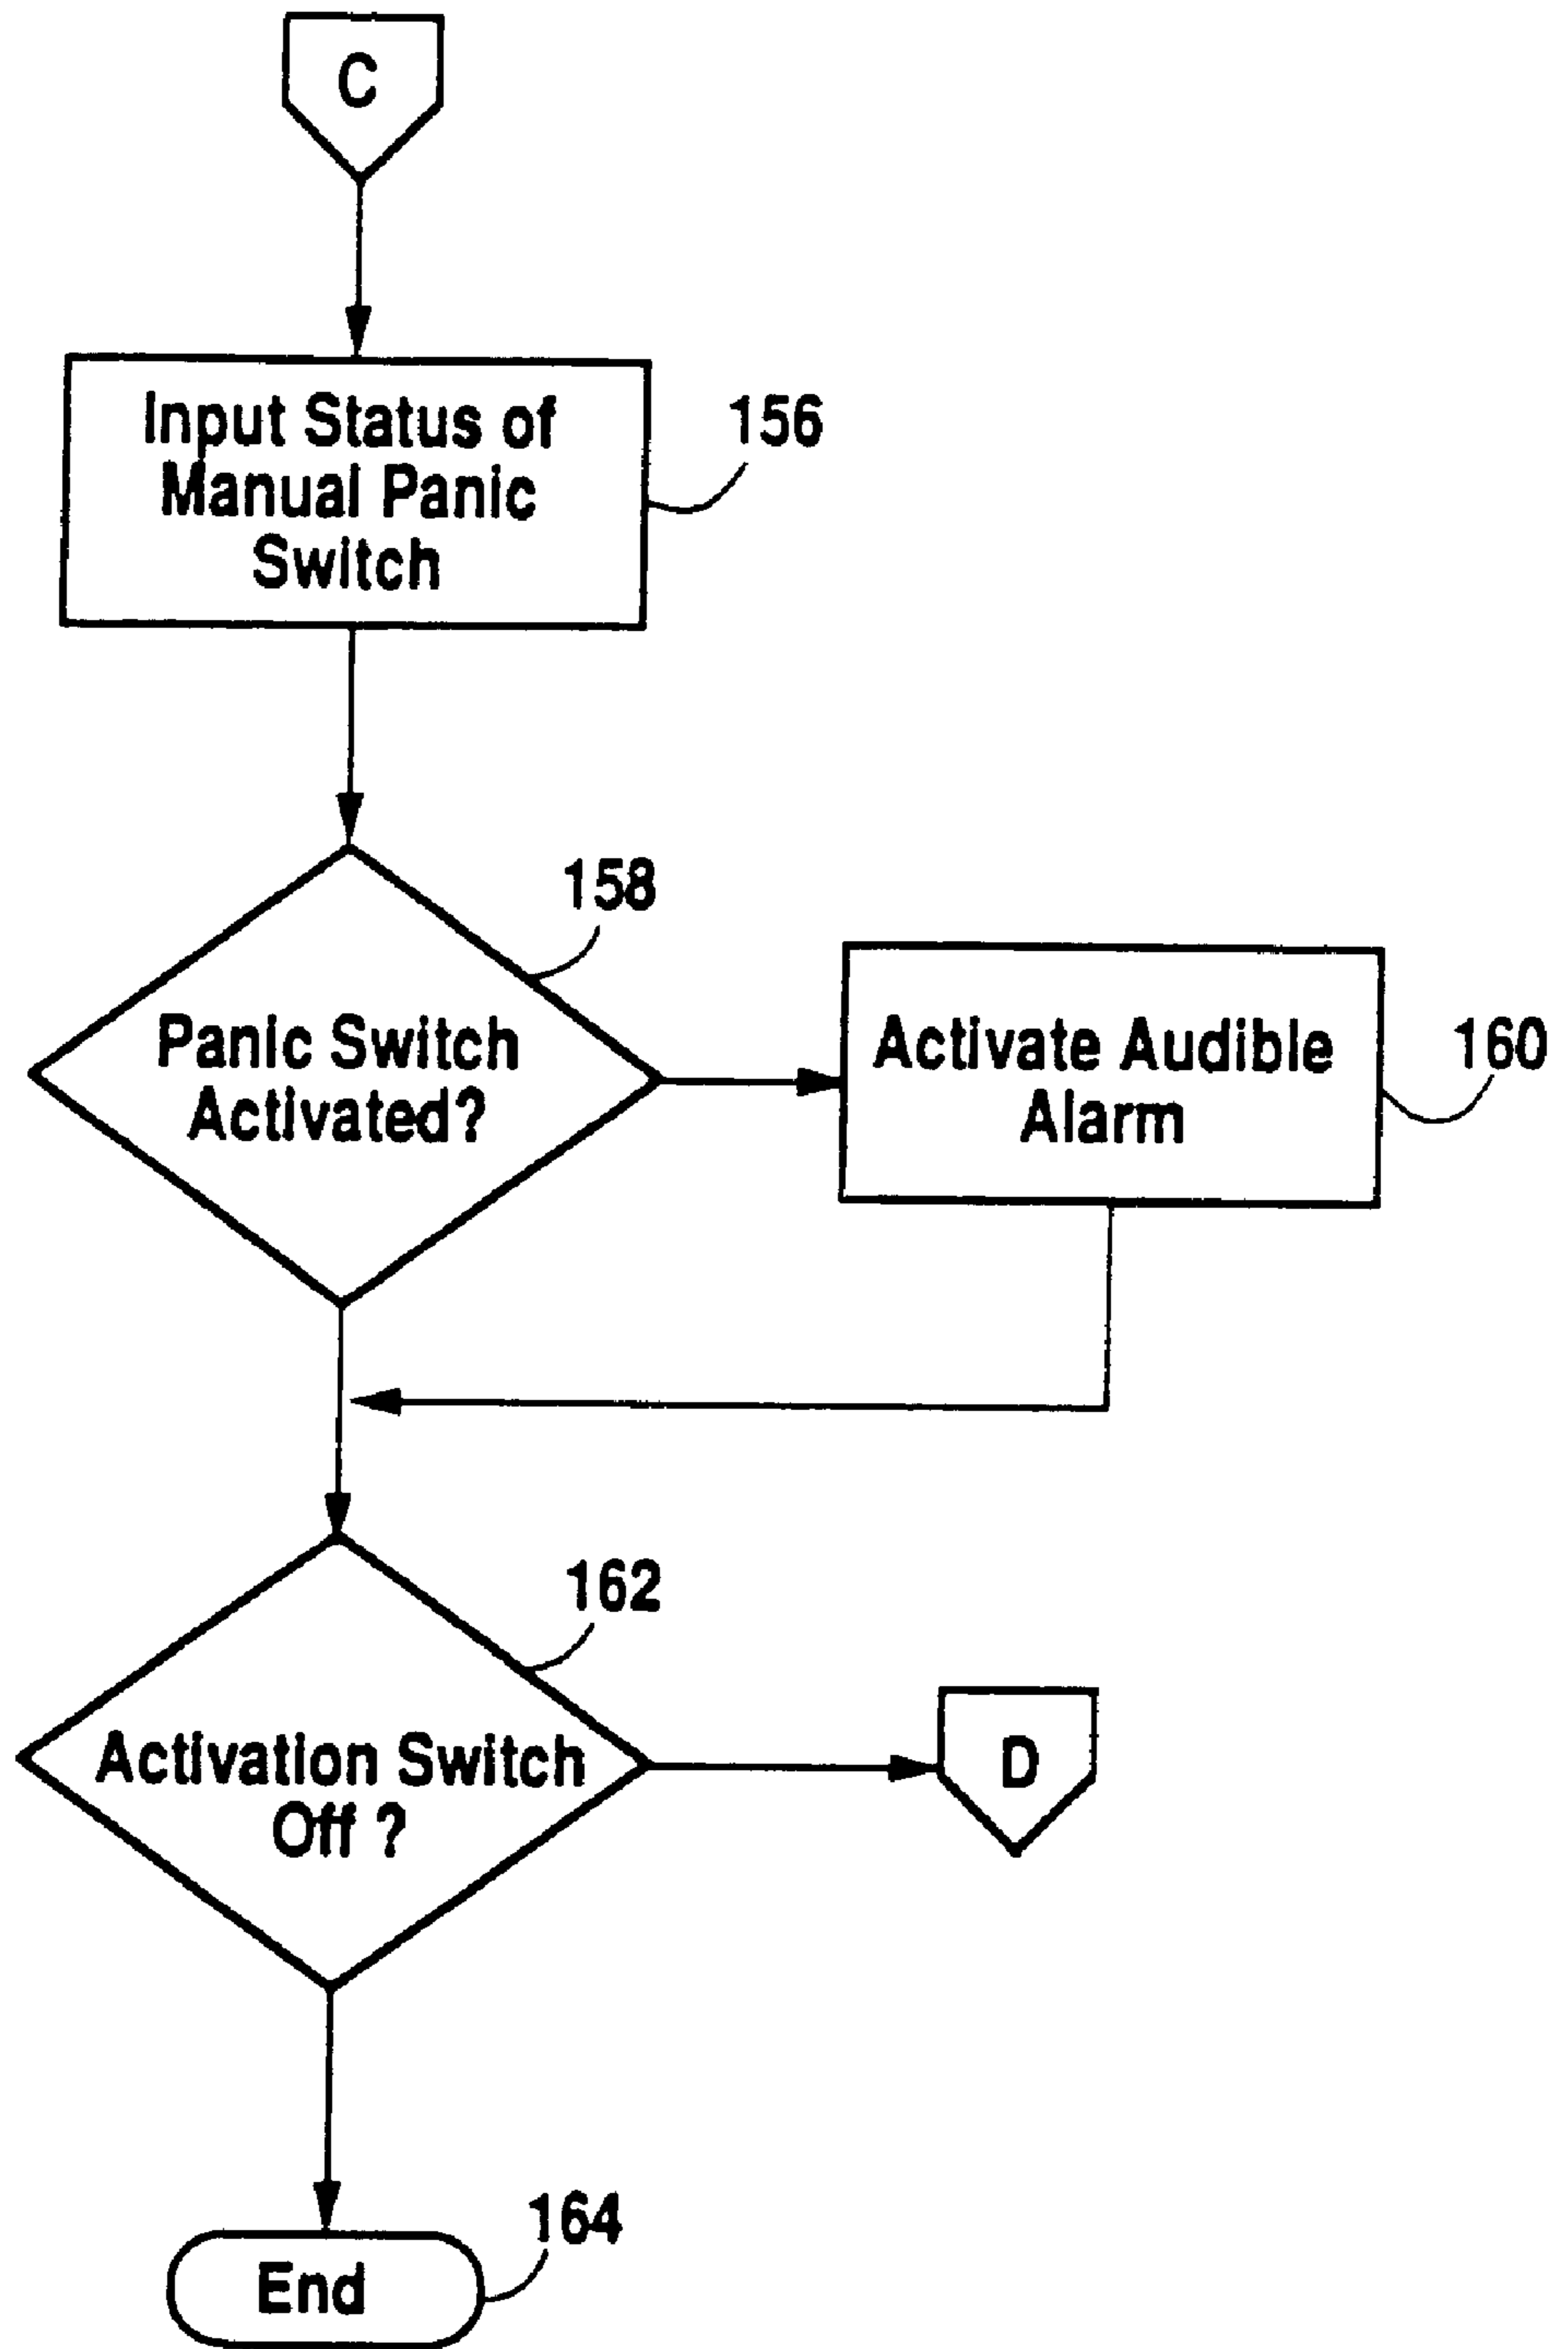 C
Input Status of
Manual Panic
Switch
156
158
Panic Switch
Activated?
Activate Audible
Alarm
160
162
Activation Switch
Off ?
D
164
End